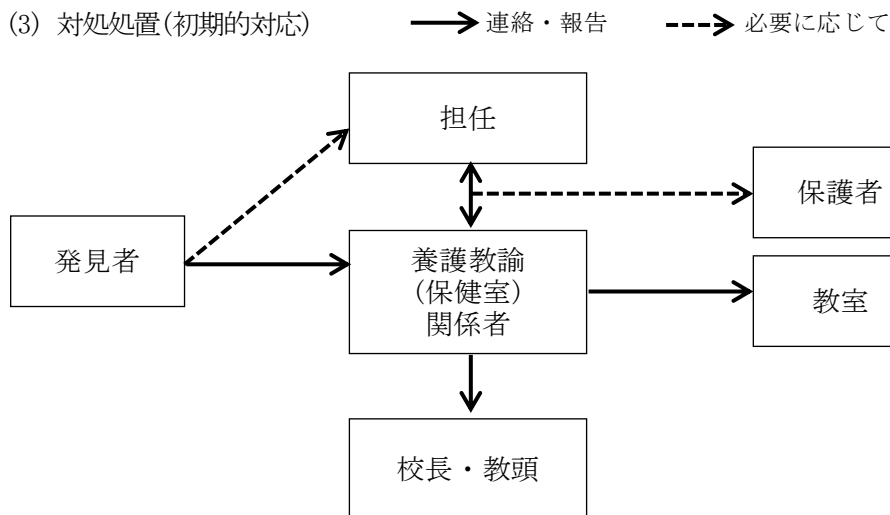 (3) 対処処置(初期的対応)
連絡・報告
必要に応じて
担任
保護者
発見者
養護教諭
(保健室)
関係者
教室
校長・教頭